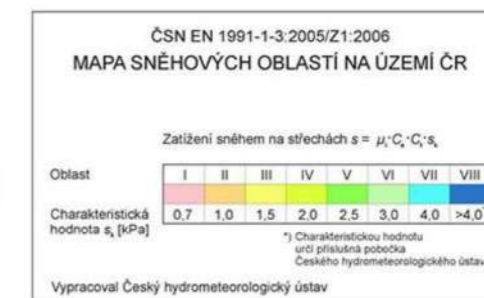 ČSN EN 1991-1-3:2005/Z1:2006
MAPA SNĚHOVÝCH OBLASTÍ NA ÚZEMÍ ČR
Zatížení sněhem na střechách s = μᵢ·Cₑ·Cₜ·sₖ
Oblast I II III IV V VI VII VIII
Charakteristická 0,7 1,0 1,5 2,0 2,5 3,0 4,0 >4,0*)
hodnota sₖ [kPa]
*) Charakteristickou hodnotu
určí příslušná pobočka
Českého hydrometeorologického ústavu
Vypracoval Český hydrometeorologický ústav